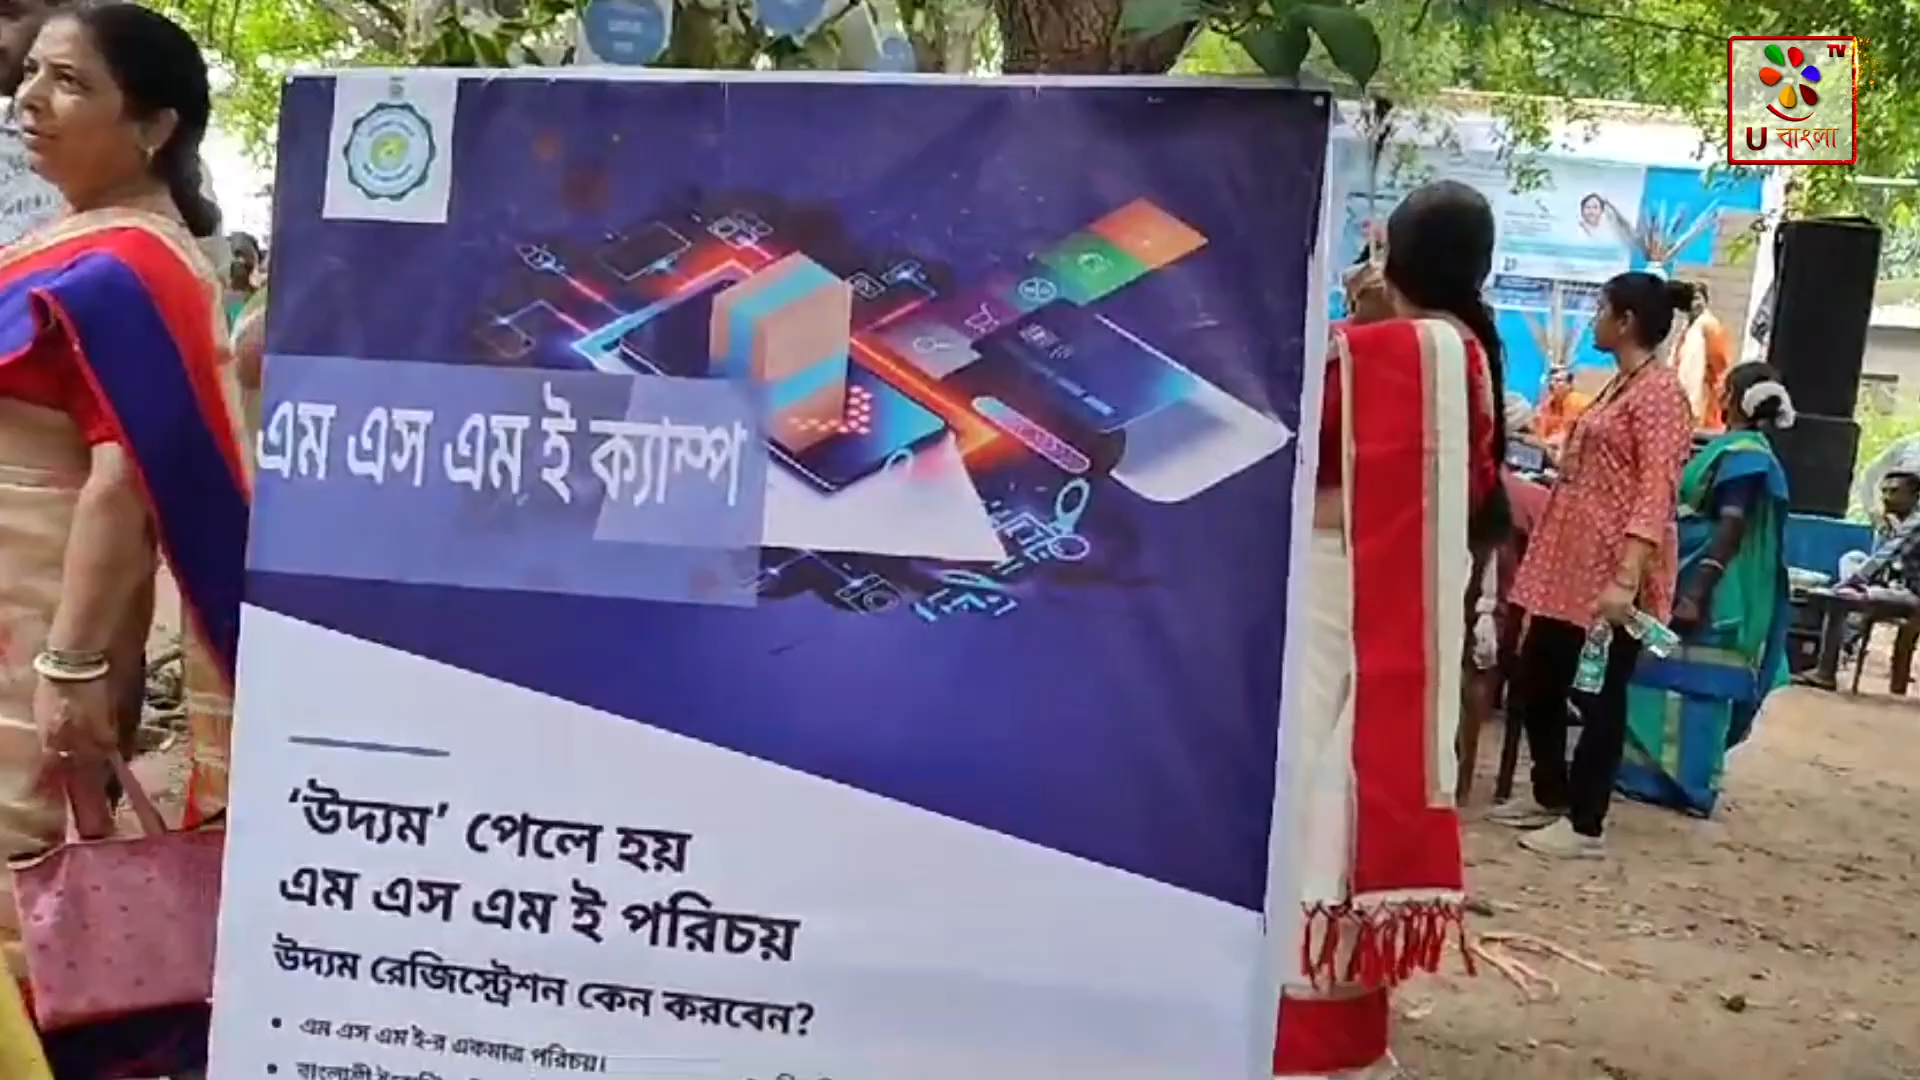 TV
U বাংলা
এম এস এম ই ক্যাম্প
‘উদ্যম’ পেলে হয়
এম এস এম ই পরিচয়
উদ্যম রেজিস্ট্রেশন কেন করবেন?
• এম এস এম ই-র একমাত্র পরিচয়।